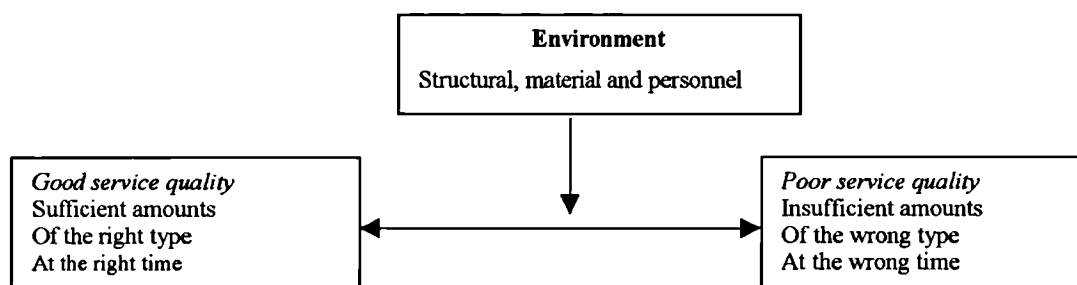 Environment
Structural, material and personnel
Good service quality
Sufficient amounts
Of the right type
At the right time
Poor service quality
Insufficient amounts
Of the wrong type
At the wrong time